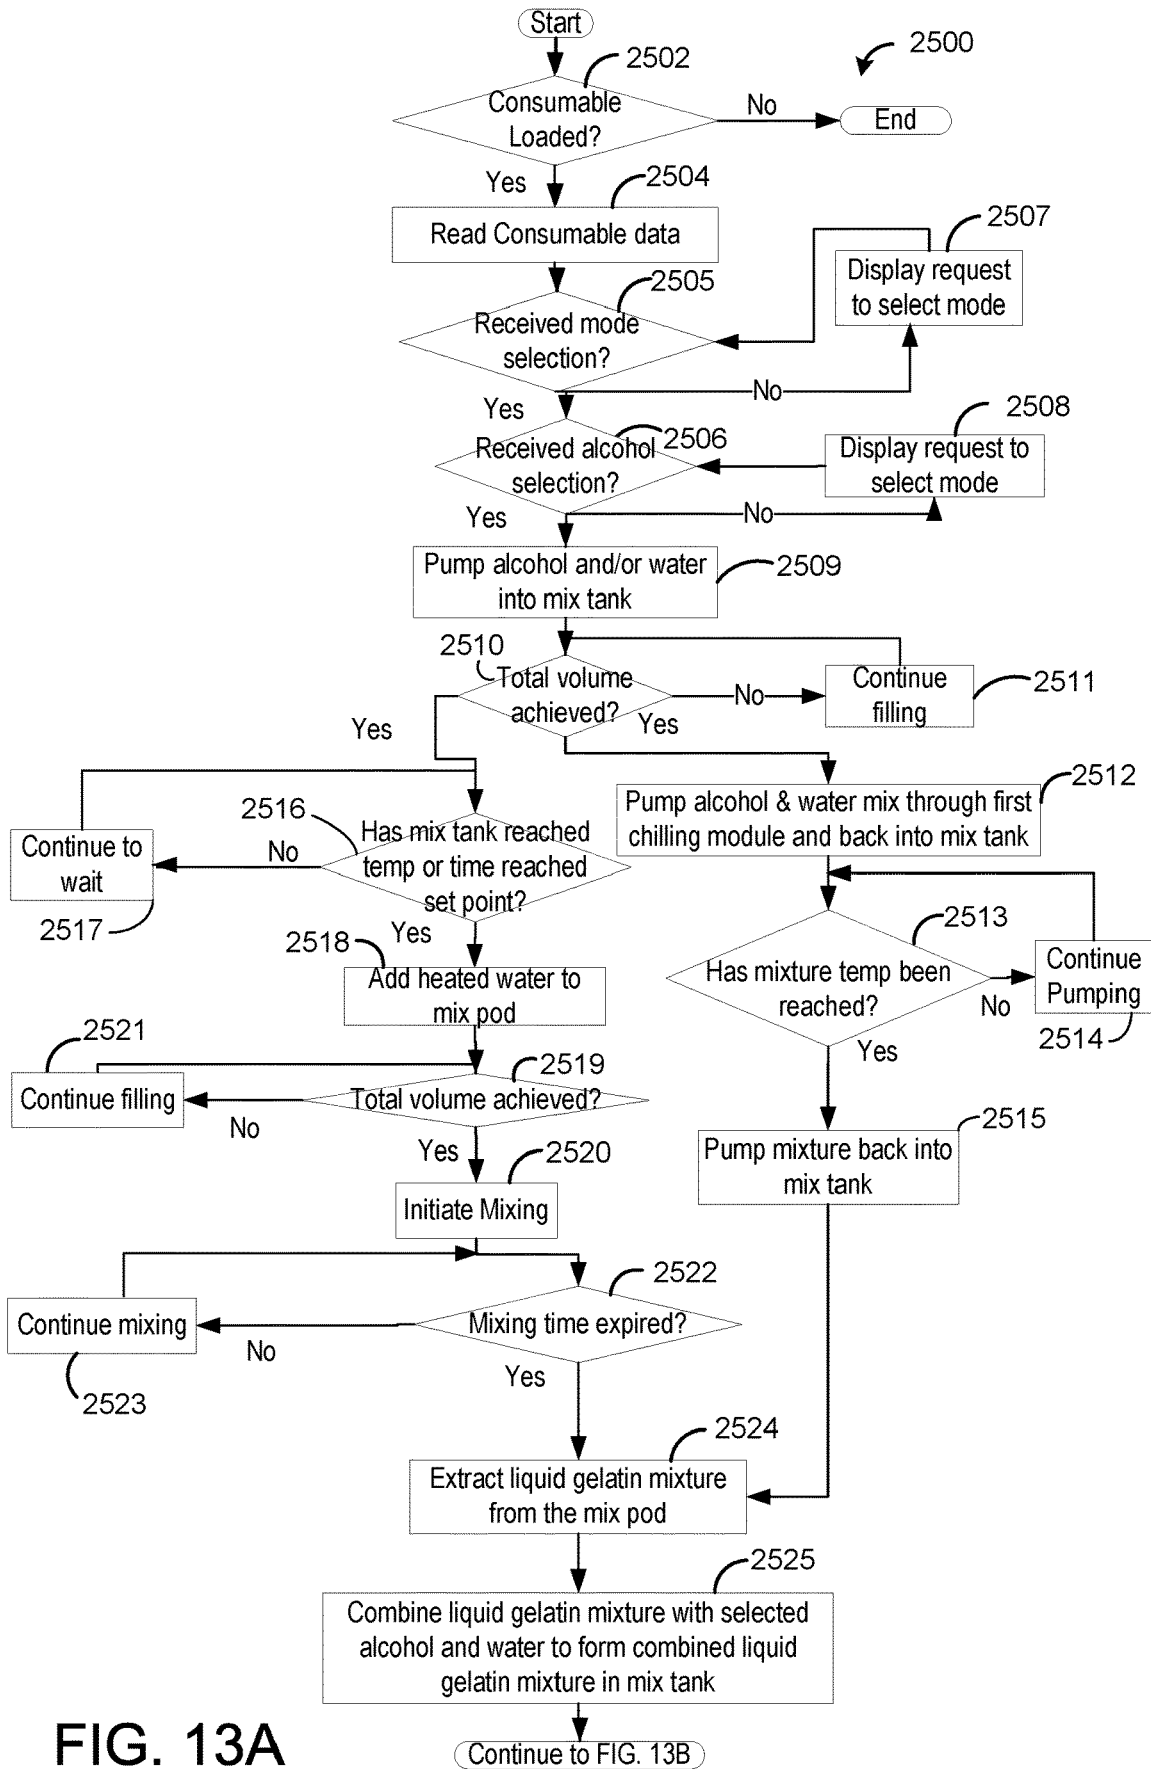 Start
2500
2502
Consumable
Loaded?
No
End
Yes
2504
Read Consumable data
2507
Display request
to select mode
2505
Received mode
selection?
No
Yes
2508
2506
Received alcohol
selection?
Display request to
select mode
Yes
No
Pump alcohol and/or water
into mix tank
2509
2510
Total volume
achieved?
No
Continue
filling
2511
Yes
Yes
2512
Pump alcohol & water mix through first
chilling module and back into mix tank
2516
Has mix tank reached
temp or time reached
set point?
No
Continue to
wait
2517
Yes
2513
Has mixture temp been
reached?
No
Continue
Pumping
2514
Yes
2518
Add heated water to
mix pod
2521
Continue filling
2519
Total volume achieved?
No
Yes
2515
Pump mixture back into
mix tank
2520
Initiate Mixing
2522
Mixing time expired?
Continue mixing
No
2523
Yes
2524
Extract liquid gelatin mixture
from the mix pod
2525
Combine liquid gelatin mixture with selected
alcohol and water to form combined liquid
gelatin mixture in mix tank
FIG. 13A
Continue to FIG. 13B